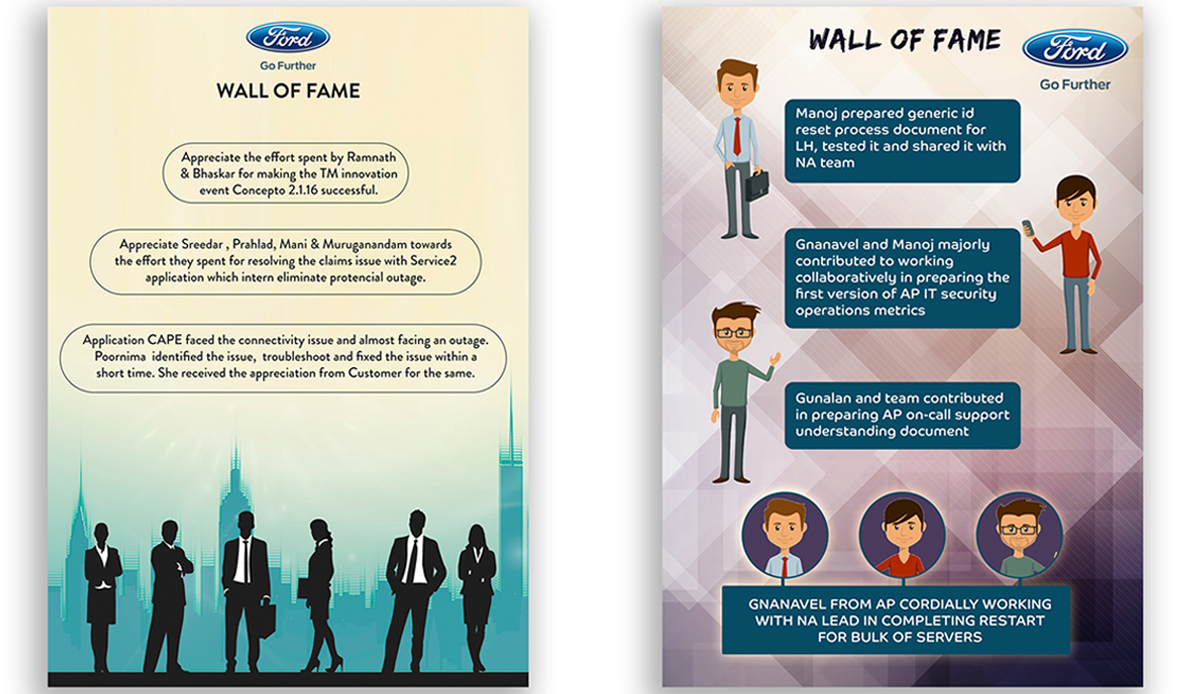 Ford
Go Further
WALL OF FAME
Appreciate the effort spent by Ramnath
& Bhaskar for making the TM innovation
event Concepto 2.1.16 successful.
Appreciate Sreedar , Prahlad, Mani & Muruganandam towards
the effort they spent for resolving the claims issue with Service2
application which intern eliminate protencial outage.
Application CAPE faced the connectivity issue and almost facing an outage.
Poornima identified the issue, troubleshoot and fixed the issue within a
short time. She received the appreciation from Customer for the same.
WALL OF FAME
Ford
Go Further
Manoj prepared generic id
reset process document for
LH, tested it and shared it with
NA team
Gnanavel and Manoj majorly
contributed to working
collaboratively in preparing the
first version of AP IT security
operations metrics
Gunalan and team contributed
in preparing AP on-call support
understanding document
GNANAVEL FROM AP CORDIALLY WORKING
WITH NA LEAD IN COMPLETING RESTART
FOR BULK OF SERVERS